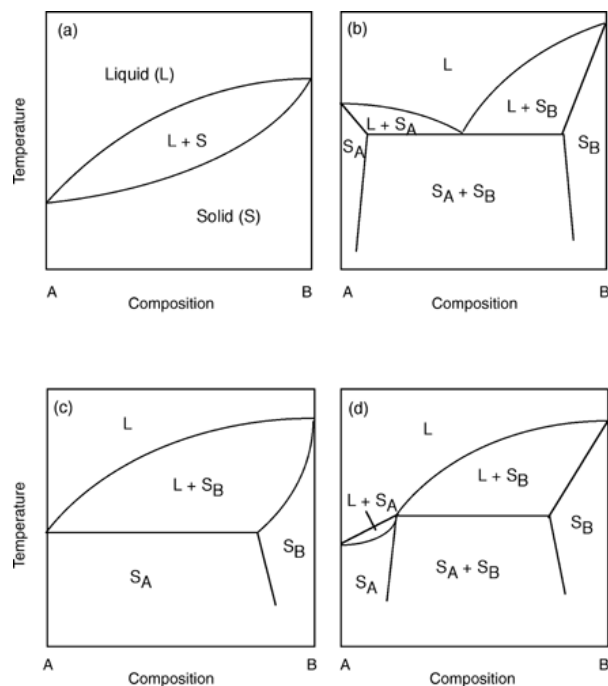 (a)
Liquid (L)
L + S
Solid (S)
Temperature
A
B
Composition
(b)
L
L + SA
L + SB
SA
SB
SA + SB
A
B
Composition
(c)
L
L + SB
SB
SA
Temperature
A
B
Composition
(d)
L
L + SB
L + SA
SB
SA
SA + SB
A
B
Composition